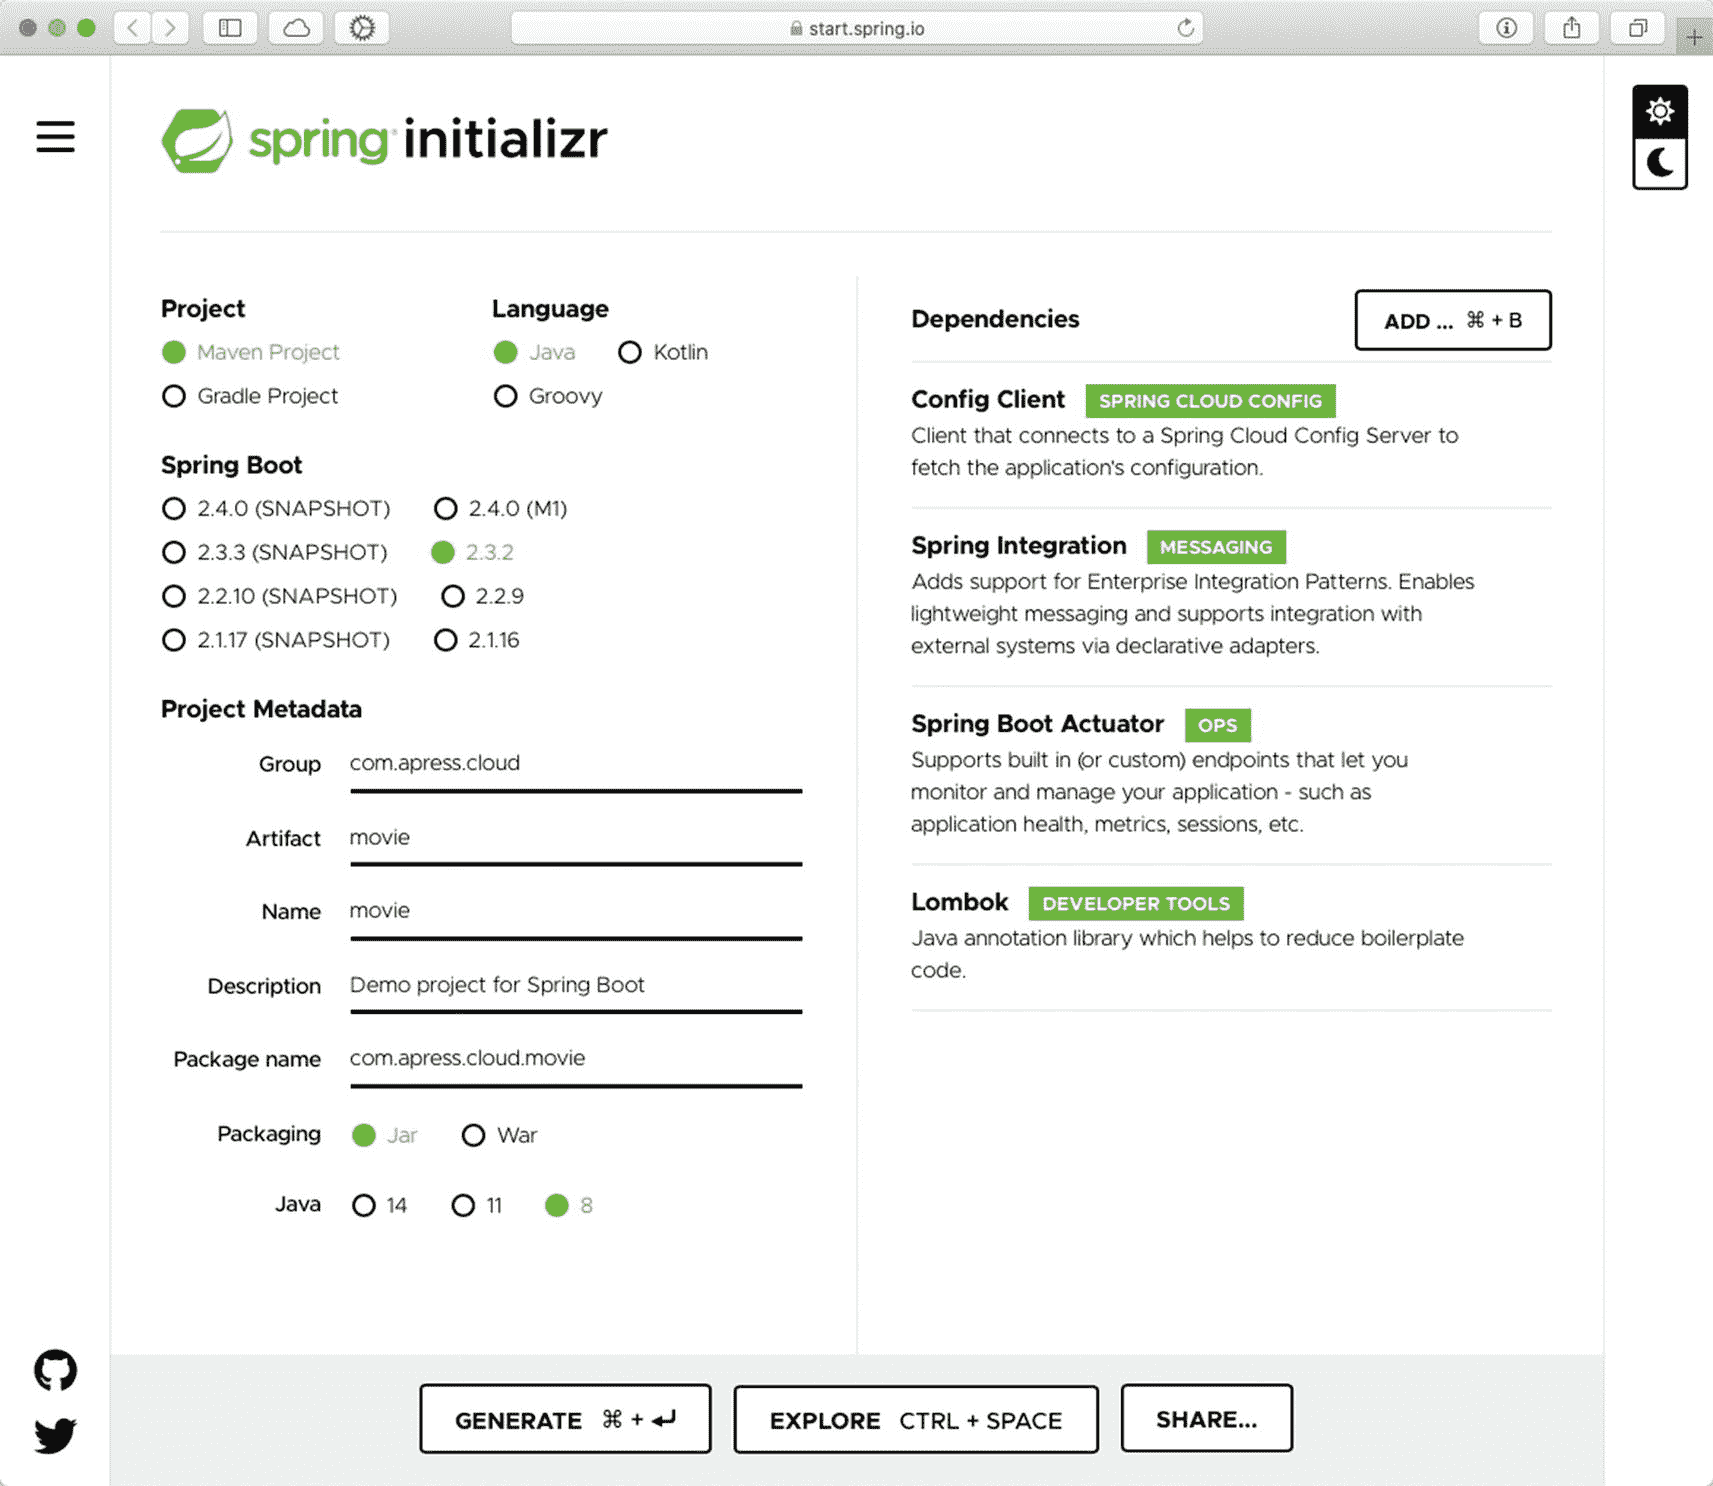 start.spring.io
spring initializr
Project
Maven Project
Gradle Project
Language
Java Kotlin
Groovy
Spring Boot
2.4.0 (SNAPSHOT) 2.4.0 (M1)
2.3.3 (SNAPSHOT) 2.3.2
2.2.10 (SNAPSHOT) 2.2.9
2.1.17 (SNAPSHOT) 2.1.16
Project Metadata
Group com.apress.cloud
Artifact movie
Name movie
Description Demo project for Spring Boot
Package name com.apress.cloud.movie
Packaging Jar War
Java 14 11 8
Dependencies
ADD ... ⌘ + B
Config Client SPRING CLOUD CONFIG
Client that connects to a Spring Cloud Config Server to
fetch the application's configuration.
Spring Integration MESSAGING
Adds support for Enterprise Integration Patterns. Enables
lightweight messaging and supports integration with
external systems via declarative adapters.
Spring Boot Actuator OPS
Supports built in (or custom) endpoints that let you
monitor and manage your application - such as
application health, metrics, sessions, etc.
Lombok DEVELOPER TOOLS
Java annotation library which helps to reduce boilerplate
code.
GENERATE ⌘ + ↵
EXPLORE CTRL + SPACE
SHARE...